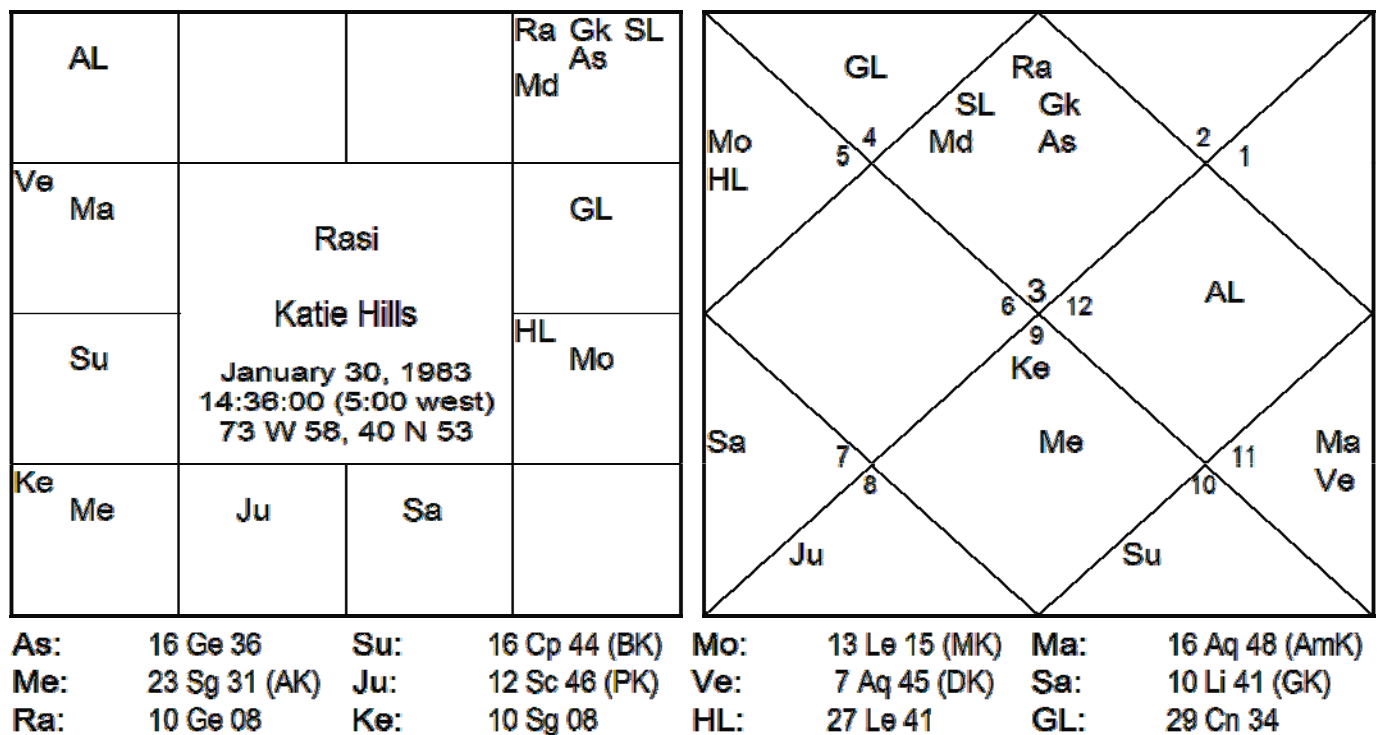 AL
Ra Gk SL
As
Md
Ve
Ma
GL
Su
HL
Mo
Ke
Me
Ju
Sa
Rasi
Katie Hills
January 30, 1983
14:36:00 (5:00 west)
73 W 58, 40 N 53
GL
Ra
SL Gk
Md As
Mo
HL
5 4
2 1
6 3 12
9
Ke
AL
Sa
Me
Ma
Ve
7
8
11
10
Ju
Su
As: 16 Ge 36 Su: 16 Cp 44 (BK) Mo: 13 Le 15 (MK) Ma: 16 Aq 48 (AmK)
Me: 23 Sg 31 (AK) Ju: 12 Sc 46 (PK) Ve: 7 Aq 45 (DK) Sa: 10 Li 41 (GK)
Ra: 10 Ge 08 Ke: 10 Sg 08 HL: 27 Le 41 GL: 29 Cn 34